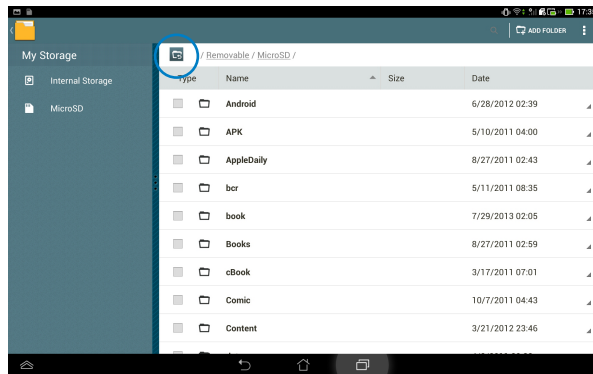 17:35
ADD FOLDER
My Storage
/ Removable / MicroSD /
Internal Storage
MicroSD
Type Name Size Date
Android 6/28/2012 02:39
APK 5/10/2011 04:00
AppleDaily 8/27/2011 02:43
bcr 5/11/2011 08:35
book 7/29/2013 02:05
Books 8/27/2011 02:59
cBook 3/17/2011 07:01
Comic 10/7/2011 04:43
Content 3/21/2012 23:46